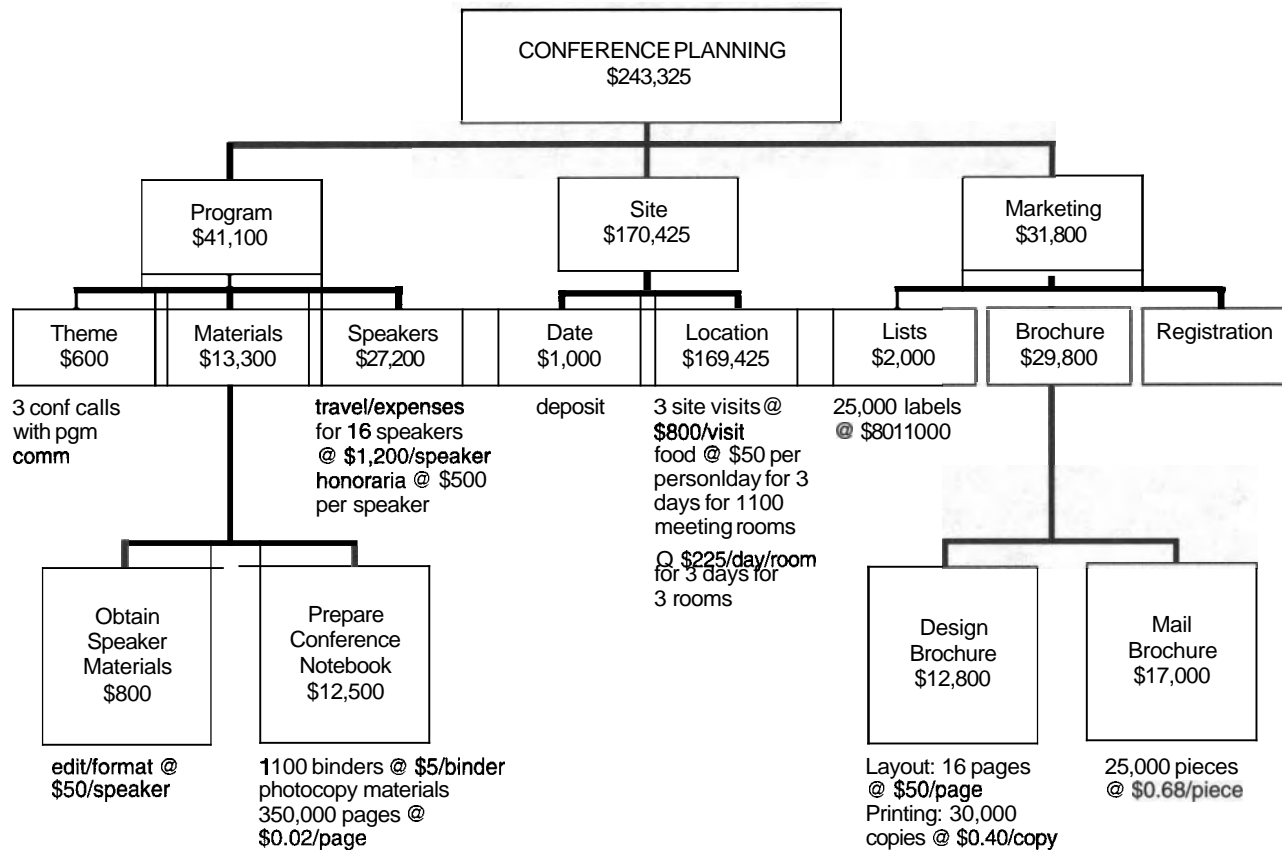 CONFERENCE PLANNING
$243,325
Program
$41,100
Site
$170,425
Marketing
$31,800
Theme
$600
Materials
$13,300
Speakers
$27,200
Date
$1,000
Location
$169,425
Lists
$2,000
Brochure
$29,800
Registration
3 conf calls
with pgm
comm
travel/expenses
for 16 speakers
@ $1,200/speaker
honoraria @ $500
per speaker
deposit
3 site visits @
$800/visit
food @ $50 per
personlday for 3
days for 1100
meeting rooms
Q $225/day/room
for 3 days for
3 rooms
25,000 labels
@ $8011000
Obtain
Speaker
Materials
$800
Prepare
Conference
Notebook
$12,500
Design
Brochure
$12,800
Mail
Brochure
$17,000
edit/format @
$50/speaker
1100 binders @ $5/binder
photocopy materials
350,000 pages @
$0.02/page
Layout: 16 pages
@ $50/page
Printing: 30,000
copies @ $0.40/copy
25,000 pieces
@ $0.68/piece